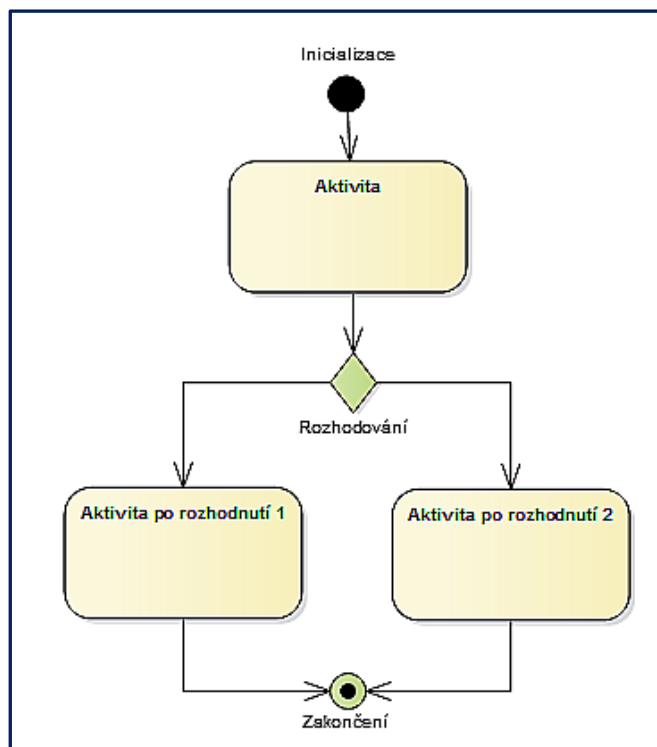 Inicializace
Aktivita
Rozhodování
Aktivita po rozhodnutí 1
Aktivita po rozhodnutí 2
Zakončení